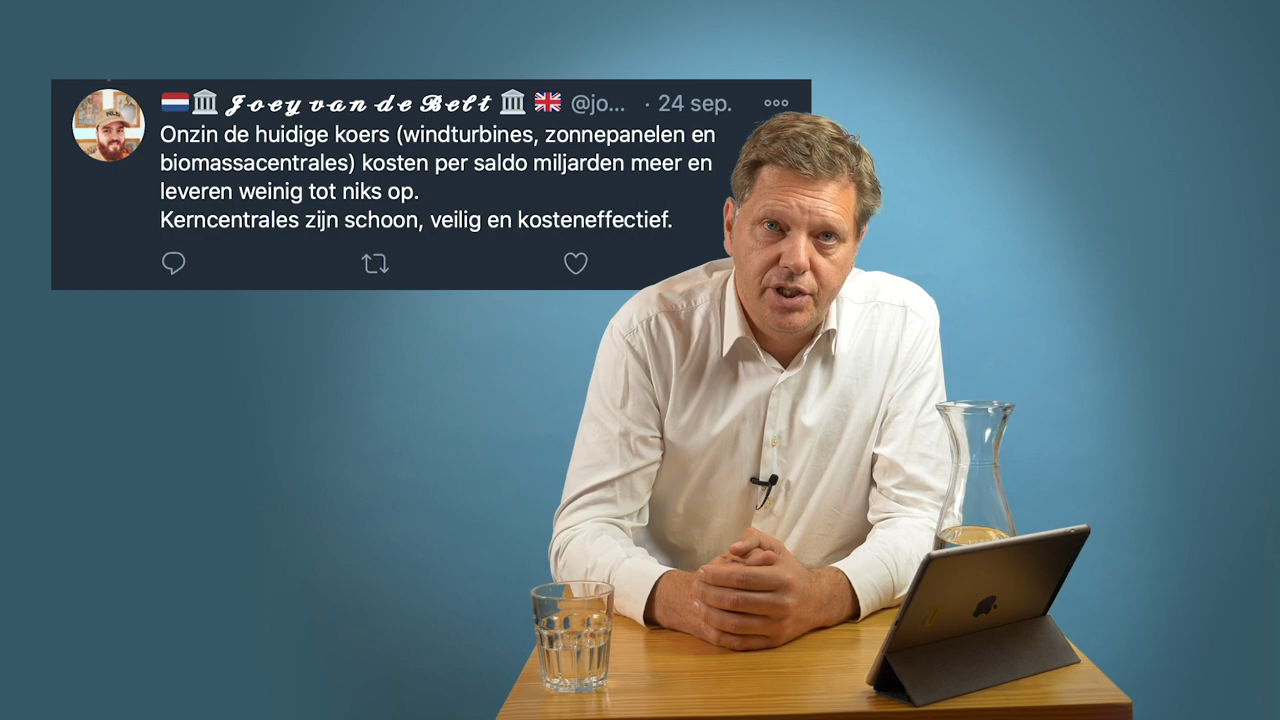 🇳🇱🏛 𝓙𝓸𝓮𝔂 𝓿𝓪𝓷 𝓭𝓮 𝓑𝓮𝓵𝓽 🏛 🇬🇧 @jo... · 24 sep.
Onzin de huidige koers (windturbines, zonnepanelen en
biomassacentrales) kosten per saldo miljarden meer en
leveren weinig tot niks op.
Kerncentrales zijn schoon, veilig en kosteneffectief.